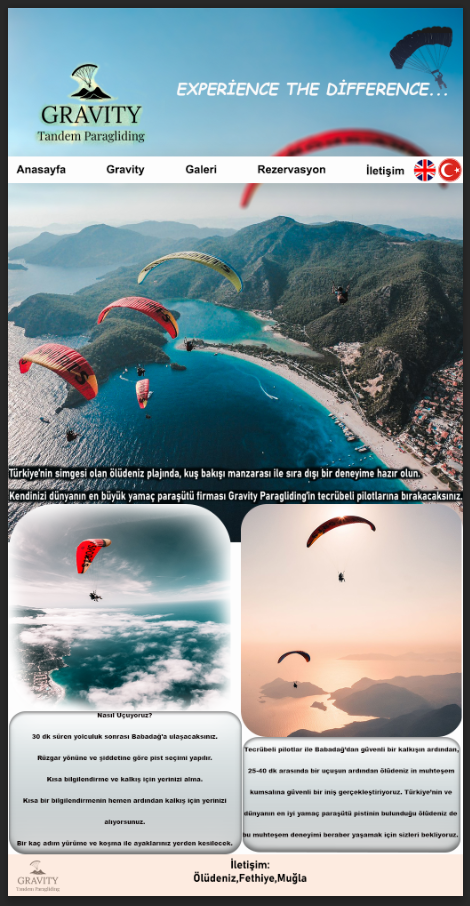 EXPERİENCE THE DİFFERENCE...
GRAVITY
Tandem Paragliding
Anasayfa Gravity Galeri Rezervasyon İletişim
Türkiye'nin simgesi olan ölüdeniz plajında, kuş bakışı manzarası ile sıra dışı bir deneyime hazır olun.
Kendinizi dünyanın en büyük yamaç paraşütü firması Gravity Paragliding'in tecrübeli pilotlarına bırakacaksınız.
Nasıl Uçuyoruz?
30 dk süren yolculuk sonrası Babadağ'a ulaşacaksınız.
Rüzgar yönüne ve şiddetine göre pist seçimi yapılır.
Kısa bilgilendirme ve kalkış için yerinizi alma.
Kısa bir bilgilendirmenin hemen ardından kalkış için yerinizi
alıyorsunuz.
Bir kaç adım yürüme ve koşma ile ayaklarınız yerden kesilecek.
Tecrübeli pilotlar ile Babadağ'dan güvenli bir kalkışın ardından,
25-40 dk arasında bir uçuşun ardından ölüdeniz in muhteşem
kumsalına güvenli bir iniş gerçekleştiriyoruz. Türkiye'nin ve
dünyanın en iyi yamaç paraşütü pistinin bulunduğu ölüdeniz de
bu muhteşem deneyimi beraber yaşamak için sizleri bekliyoruz.
İletişim:
Ölüdeniz,Fethiye,Muğla
GRAVITY
Tandem Paragliding